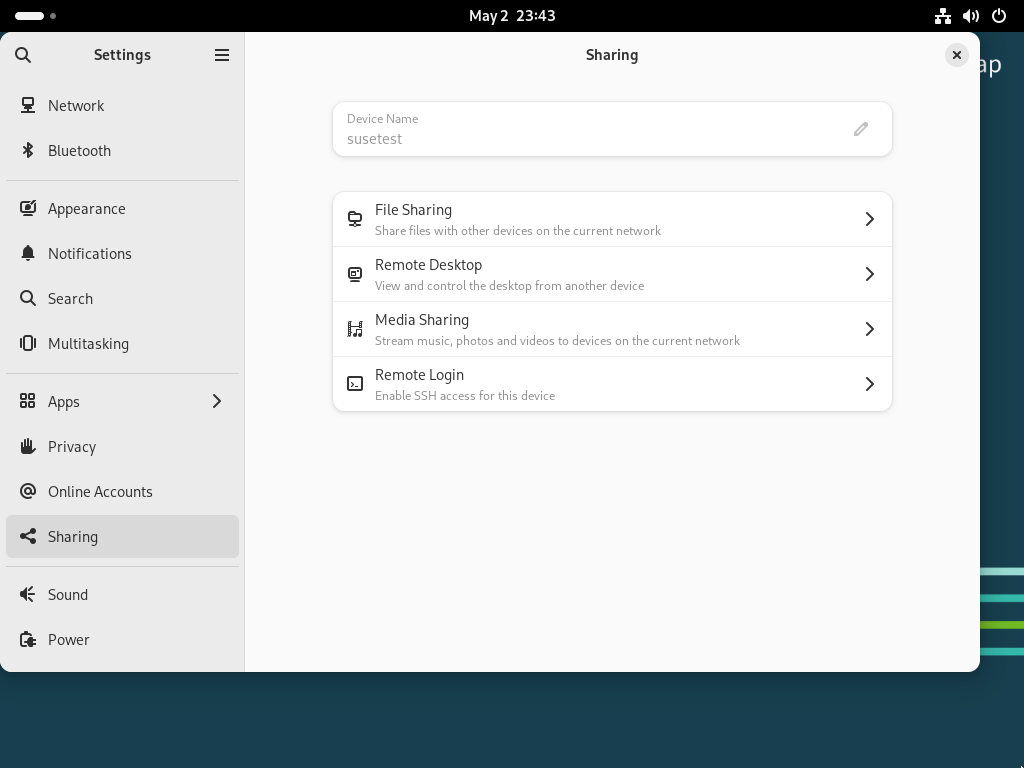 May 2 23:43
Settings
Sharing
ap
Network
Bluetooth
Appearance
Notifications
Search
Multitasking
Apps
Privacy
Online Accounts
Sharing
Sound
Power
Device Name
susetest
File Sharing
Share files with other devices on the current network
Remote Desktop
View and control the desktop from another device
Media Sharing
Stream music, photos and videos to devices on the current network
Remote Login
Enable SSH access for this device